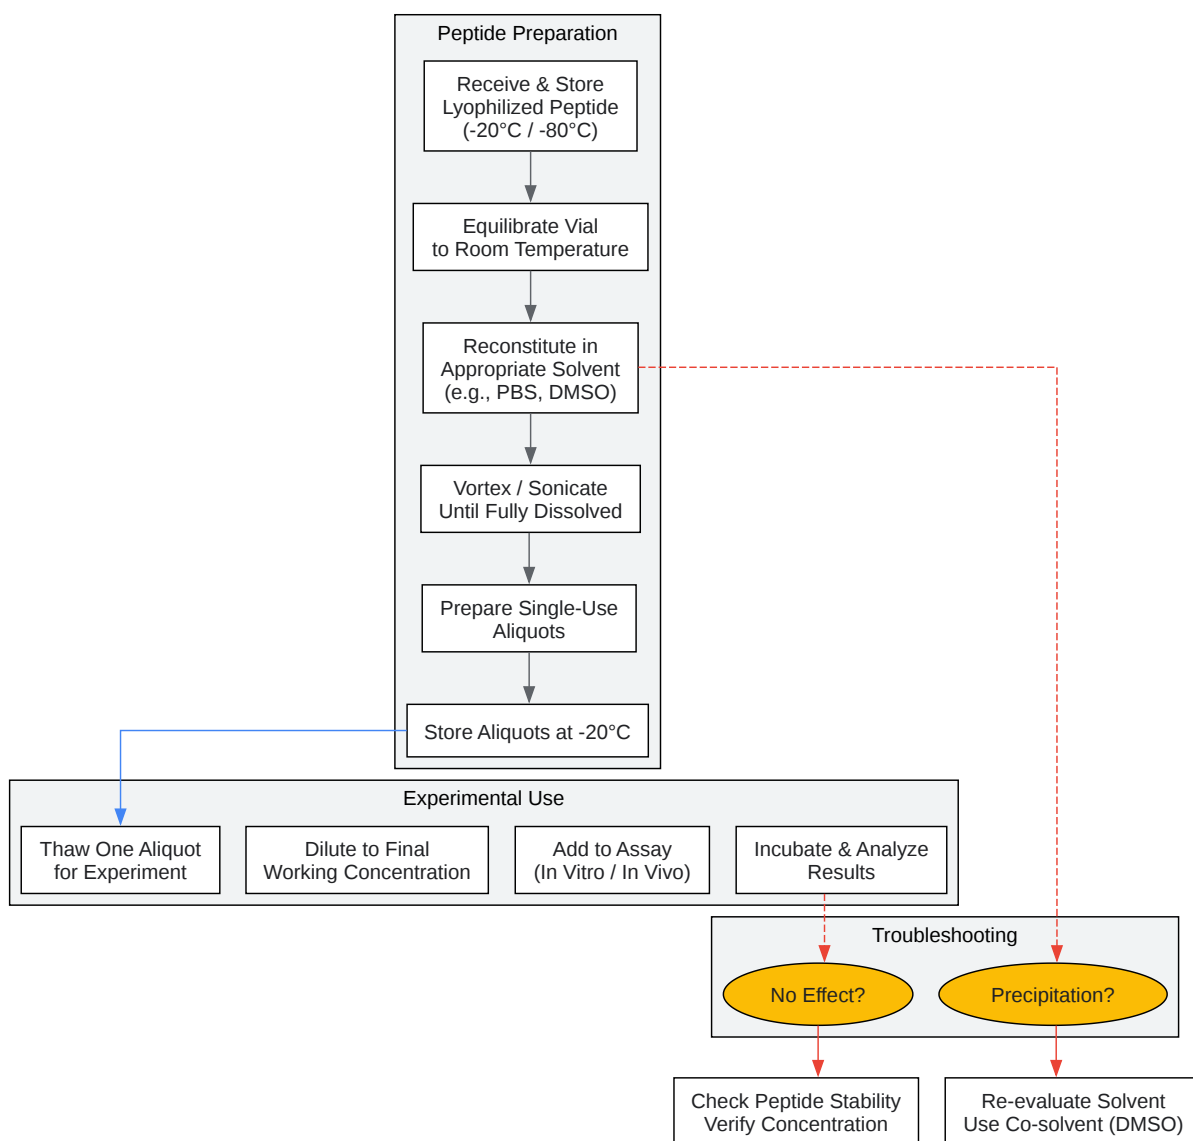 Peptide Preparation
Receive & Store
Lyophilized Peptide
(-20°C / -80°C)
Equilibrate Vial
to Room Temperature
Reconstitute in
Appropriate Solvent
(e.g., PBS, DMSO)
Vortex / Sonicate
Until Fully Dissolved
Prepare Single-Use
Aliquots
Store Aliquots at -20°C
Experimental Use
Thaw One Aliquot
for Experiment
Dilute to Final
Working Concentration
Add to Assay
(In Vitro / In Vivo)
Incubate & Analyze
Results
Troubleshooting
No Effect?
Precipitation?
Check Peptide Stability
Verify Concentration
Re-evaluate Solvent
Use Co-solvent (DMSO)